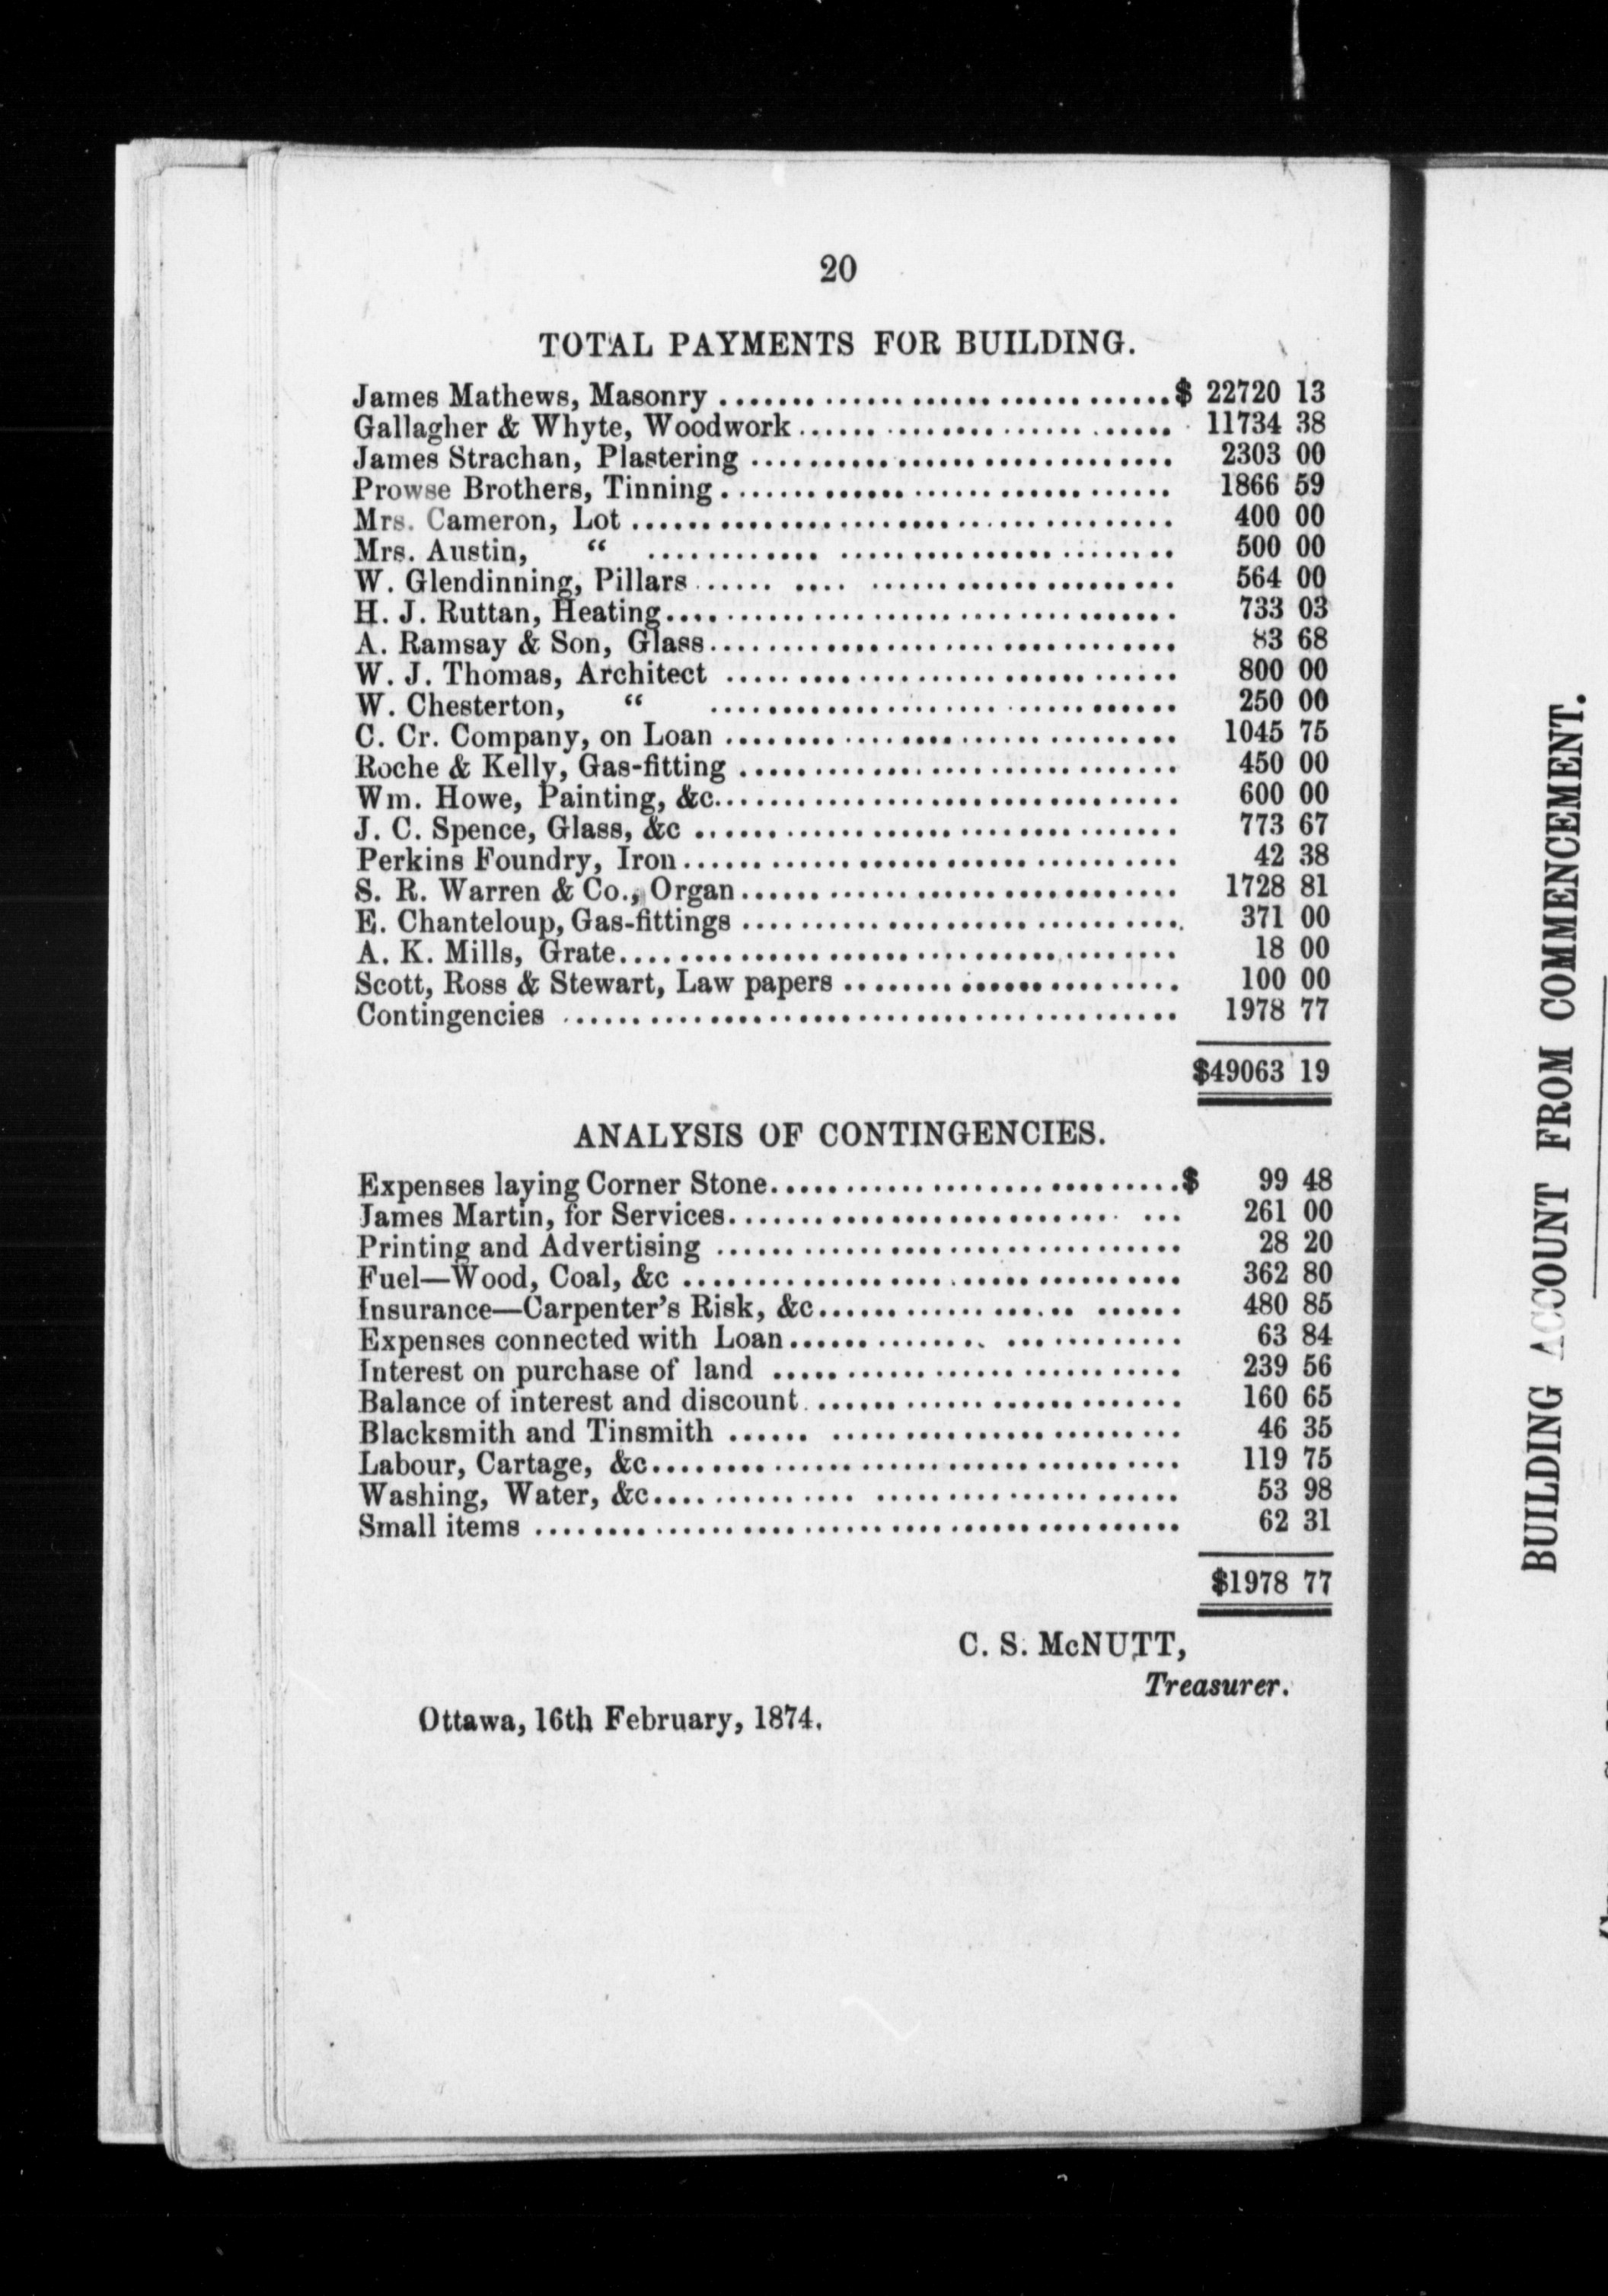 20
TOTAL PAYMENTS FOR BUILDING.
James Mathews, Masonry ........................................ $ 22720 13
Gallagher & Whyte, Woodwork ........................................ 11734 38
James Strachan, Plastering ........................................ 2303 00
Prowse Brothers, Tinning ........................................ 1866 59
Mrs. Cameron, Lot ........................................ 400 00
Mrs. Austin, “ ........................................ 500 00
W. Glendinning, Pillars ........................................ 564 00
H. J. Ruttan, Heating ........................................ 733 03
A. Ramsay & Son, Glass ........................................ 83 68
W. J. Thomas, Architect ........................................ 800 00
W. Chesterton, “ ........................................ 250 00
C. Cr. Company, on Loan ........................................ 1045 75
Roche & Kelly, Gas-fitting ........................................ 450 00
Wm. Howe, Painting, &c ........................................ 600 00
J. C. Spence, Glass, &c ........................................ 773 67
Perkins Foundry, Iron ........................................ 42 38
S. R. Warren & Co., Organ ........................................ 1728 81
E. Chanteloup, Gas-fittings ........................................ 371 00
A. K. Mills, Grate ........................................ 18 00
Scott, Ross & Stewart, Law papers ........................................ 100 00
Contingencies ........................................ 1978 77
$49063 19
ANALYSIS OF CONTINGENCIES.
Expenses laying Corner Stone ........................................ $ 99 48
James Martin, for Services ........................................ 261 00
Printing and Advertising ........................................ 28 20
Fuel—Wood, Coal, &c ........................................ 362 80
Insurance—Carpenter's Risk, &c ........................................ 480 85
Expenses connected with Loan ........................................ 63 84
Interest on purchase of land ........................................ 239 56
Balance of interest and discount ........................................ 160 65
Blacksmith and Tinsmith ........................................ 46 35
Labour, Cartage, &c ........................................ 119 75
Washing, Water, &c ........................................ 53 98
Small items ........................................ 62 31
$1978 77
C. S. McNUTT,
Treasurer.
Ottawa, 16th February, 1874.
BUILDING ACCOUNT FROM COMMENCEMENT.